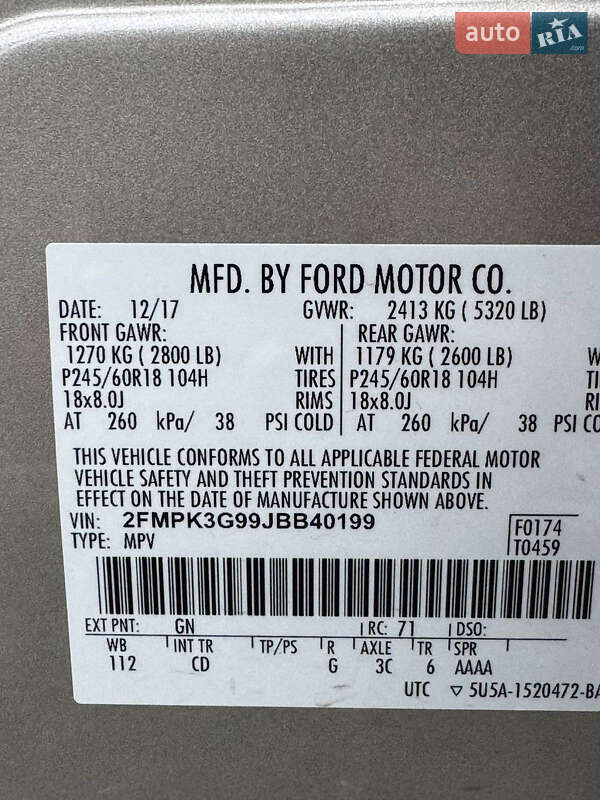 auto RIA.com
MFD. BY FORD MOTOR CO.
DATE: 12/17 GVWR: 2413 KG ( 5320 LB)
FRONT GAWR: REAR GAWR:
1270 KG ( 2800 LB) WITH 1179 KG ( 2600 LB) W
P245/60R18 104H TIRES P245/60R18 104H TI
18x8.0J RIMS 18x8.0J RI
AT 260 kPa/ 38 PSI COLD AT 260 kPa/ 38 PSI CO
THIS VEHICLE CONFORMS TO ALL APPLICABLE FEDERAL MOTOR
VEHICLE SAFETY AND THEFT PREVENTION STANDARDS IN
EFFECT ON THE DATE OF MANUFACTURE SHOWN ABOVE.
VIN: 2FMPK3G99JBB40199 F0174
TYPE: MPV T0459
EXT PNT: GN RC: 71 DSO:
WB INT TR TP/PS R AXLE TR SPR
112 CD G 3C 6 AAAA
UTC ▽ 5U5A-1520472-BA